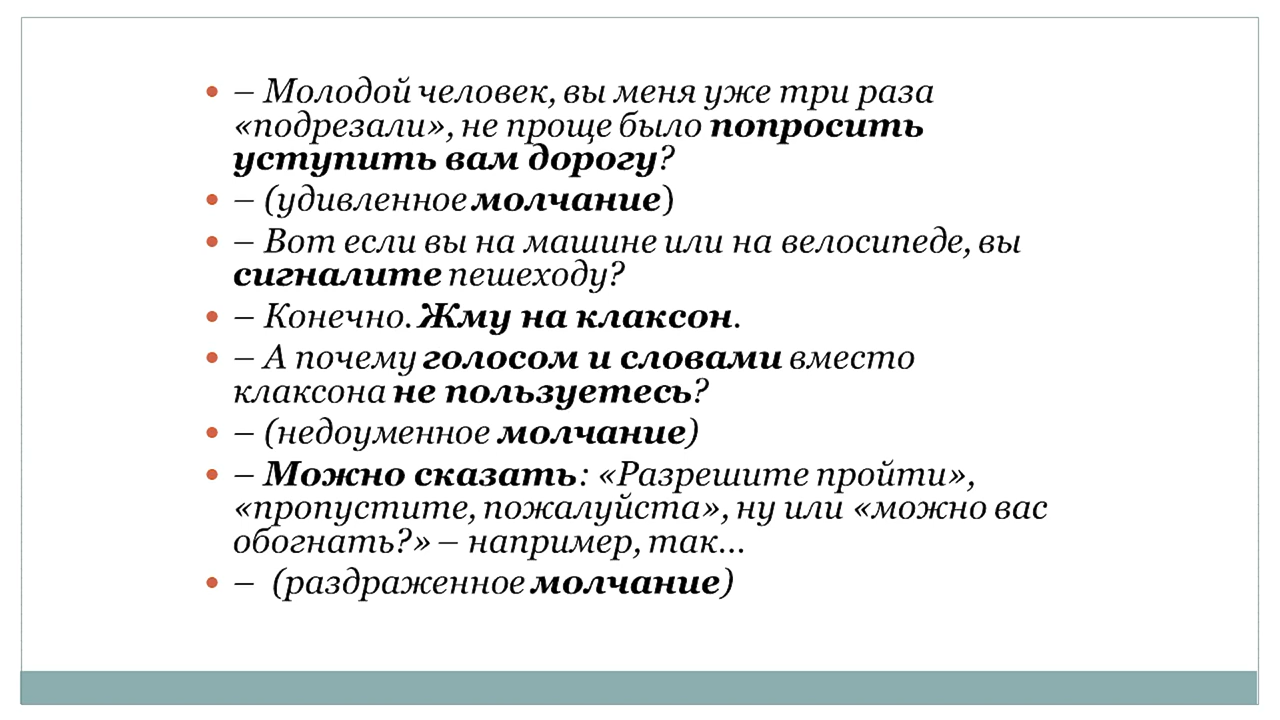 • – Молодой человек, вы меня уже три раза
«подрезали», не проще было попросить
уступить вам дорогу?
• – (удивленное молчание)
• – Вот если вы на машине или на велосипеде, вы
сигналите пешеходу?
• – Конечно. Жму на клаксон.
• – А почему голосом и словами вместо
клаксона не пользуетесь?
• – (недоуменное молчание)
• – Можно сказать: «Разрешите пройти»,
«пропустите, пожалуйста», ну или «можно вас
обогнать?» – например, так…
• – (раздраженное молчание)